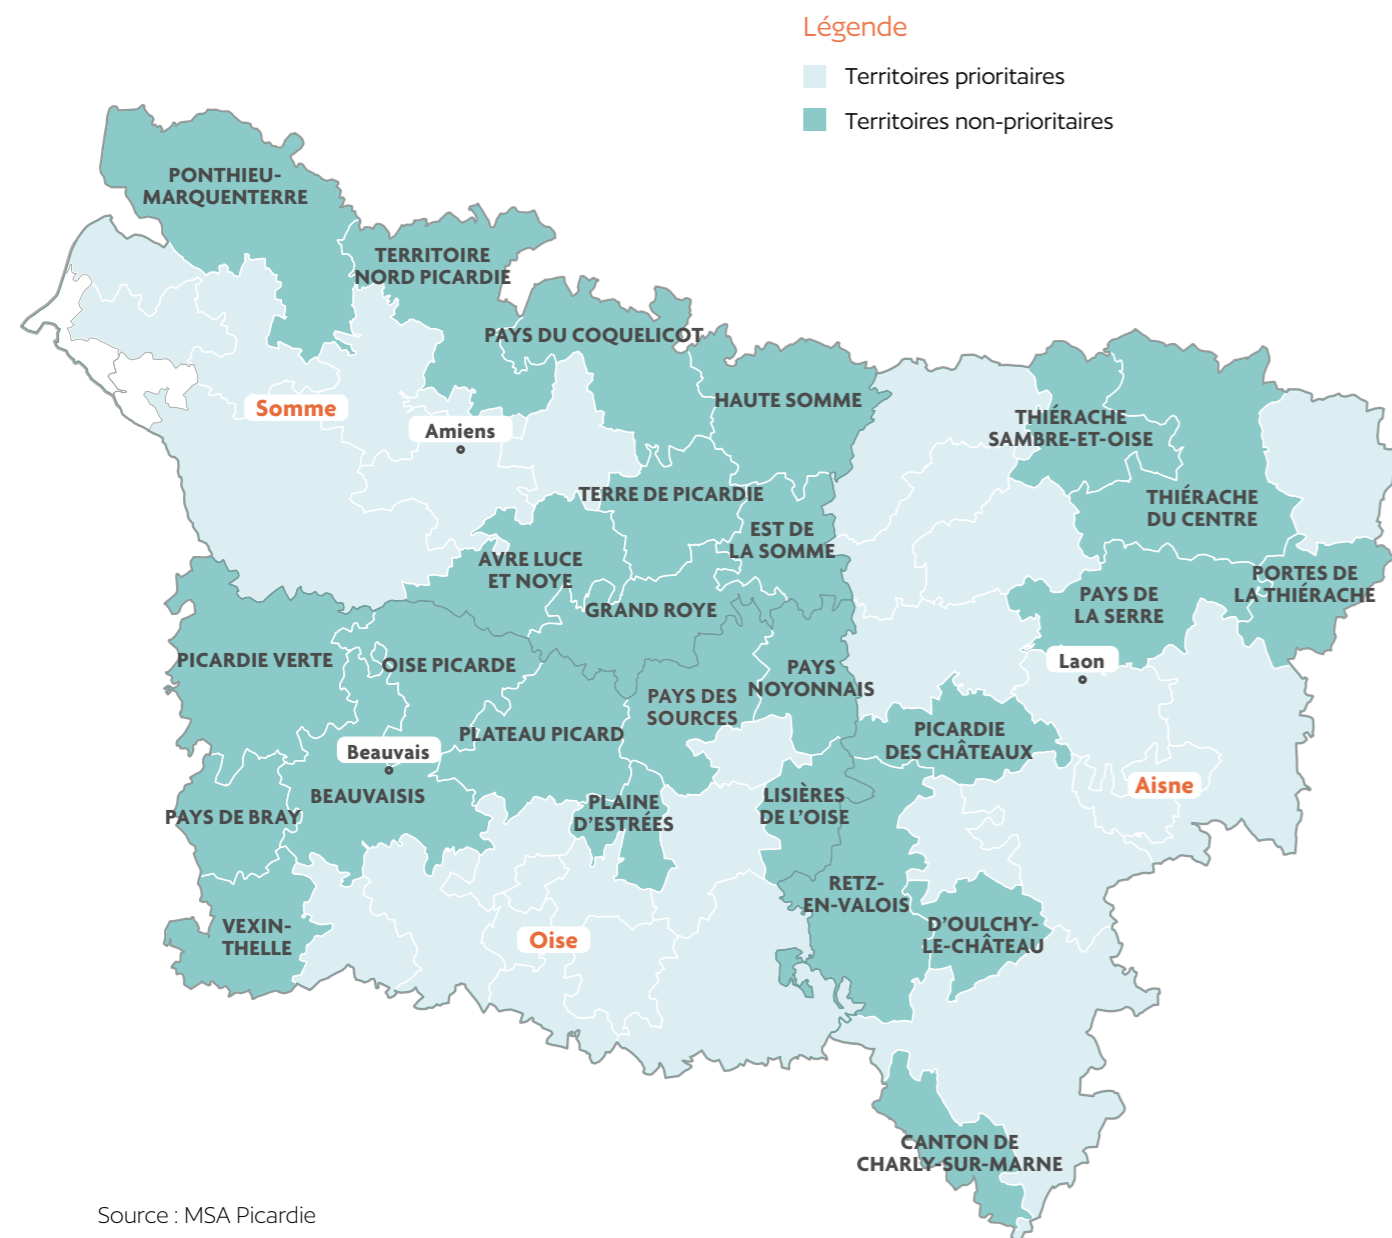 Légende
Territoires prioritaires
Territoires non-prioritaires
PONTHIEU-
MARQUENTERRE
TERRITOIRE
NORD PICARDIE
PAYS DU COQUELICOT
HAUTE SOMME
Somme
Amiens
THIÉRACHE
SAMBRE-ET-OISE
TERRE DE PICARDIE
THIÉRACHE
DU CENTRE
EST DE
LA SOMME
AVRE LUCE
ET NOYE
GRAND ROYE
PORTES DE
LA THIÉRACHE
PAYS DE
LA SERRE
PICARDIE VERTE
OISE PICARDE
Laon
PAYS
NOYONNAIS
PAYS DES
SOURCES
PLATEAU PICARD
PICARDIE
DES CHÂTEAUX
Beauvais
BEAUVAISIS
Aisne
PAYS DE BRAY
PLAINE
D'ESTRÉES
LISIÈRES
DE L'OISE
RETZ-
EN-VALOIS
VEXIN-
THELLE
Oise
D'OULCHY-
LE-CHÂTEAU
CANTON DE
CHARLY-SUR-MARNE
Source : MSA Picardie